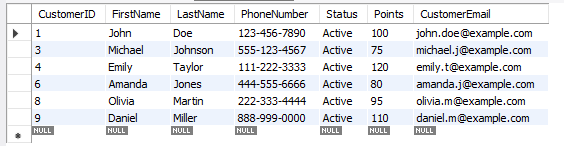 CustomerID FirstName LastName PhoneNumber Status Points CustomerEmail
1 John Doe 123-456-7890 Active 100 john.doe@example.com
3 Michael Johnson 555-123-4567 Active 75 michael.j@example.com
4 Emily Taylor 111-222-3333 Active 120 emily.t@example.com
6 Amanda Jones 444-555-6666 Active 80 amanda.j@example.com
8 Olivia Martin 222-333-4444 Active 95 olivia.m@example.com
9 Daniel Miller 888-999-0000 Active 110 daniel.m@example.com
NULL NULL NULL NULL NULL NULL NULL